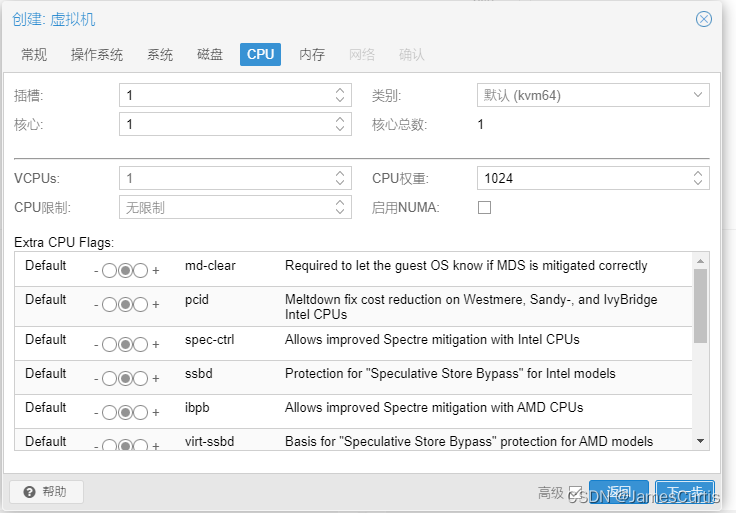 创建: 虚拟机
常规 操作系统 系统 磁盘 CPU 内存 网络 确认
插槽: 1 类别: 默认 (kvm64)
核心: 1 核心总数: 1
VCPUs: 1 CPU权重: 1024
CPU限制: 无限制 启用NUMA:
Extra CPU Flags:
Default - + md-clear Required to let the guest OS know if MDS is mitigated correctly
Default - + pcid Meltdown fix cost reduction on Westmere, Sandy-, and IvyBridge
Intel CPUs
Default - + spec-ctrl Allows improved Spectre mitigation with Intel CPUs
Default - + ssbd Protection for "Speculative Store Bypass" for Intel models
Default - + ibpb Allows improved Spectre mitigation with AMD CPUs
Default - + virt-ssbd Basis for "Speculative Store Bypass" protection for AMD models
帮助 高级 返回 下一步
CSDN @JamesCurtis